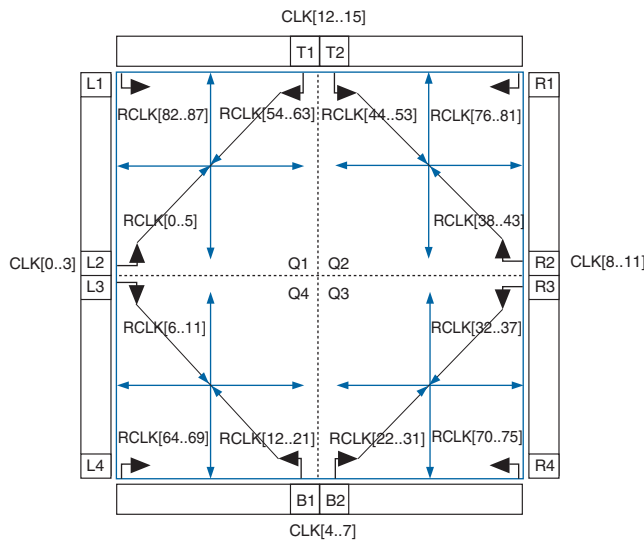 CLK[12..15]
T1 T2
L1 R1
RCLK[82..87] RCLK[54..63] RCLK[44..53] RCLK[76..81]
RCLK[0..5] RCLK[38..43]
CLK[0..3] L2 Q1 Q2 R2 CLK[8..11]
L3 Q4 Q3 R3
RCLK[6..11] RCLK[32..37]
RCLK[64..69] RCLK[12..21] RCLK[22..31] RCLK[70..75]
L4 R4
B1 B2
CLK[4..7]